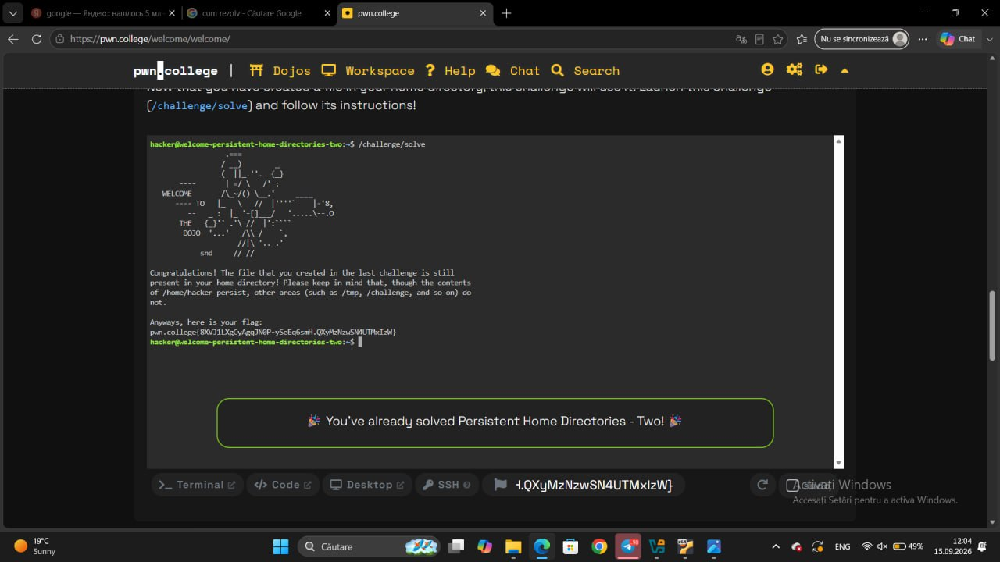 google — Яндекс: нашлось 5 мл
cum rezolv - Căutare Google
pwn.college
https://pwn.college/welcome/welcome/
Nu se sincronizează
Chat
pwn.college | Dojos Workspace ? Help Chat Search
Now that you have created a file in your home directory, this challenge will use it! Launch this challenge
(/challenge/solve) and follow its instructions!
hacker@welcome~persistent-home-directories-two:~$ /challenge/solve
WELCOME
TO
THE
DOJO
snd
Congratulations! The file that you created in the last challenge is still
present in your home directory! Please keep in mind that, though the contents
of /home/hacker persist, other areas (such as /tmp, /challenge, and so on) do
not.
Anyways, here is your flag:
pwn.college{8XVJ1LXgCyAgqJN0P-ySeEq6smH.QXyMzNzwSN4UTMxIzW}
hacker@welcome~persistent-home-directories-two:~$
🎉 You've already solved Persistent Home Directories - Two! 🎉
Terminal
Code
Desktop
SSH
H.QXyMzNzwSN4UTMxIzW}
Activați Windows
Accesați Setări pentru a activa Windows.
19°C
Sunny
Căutare
ENG
49%
12:04
15.09.2026